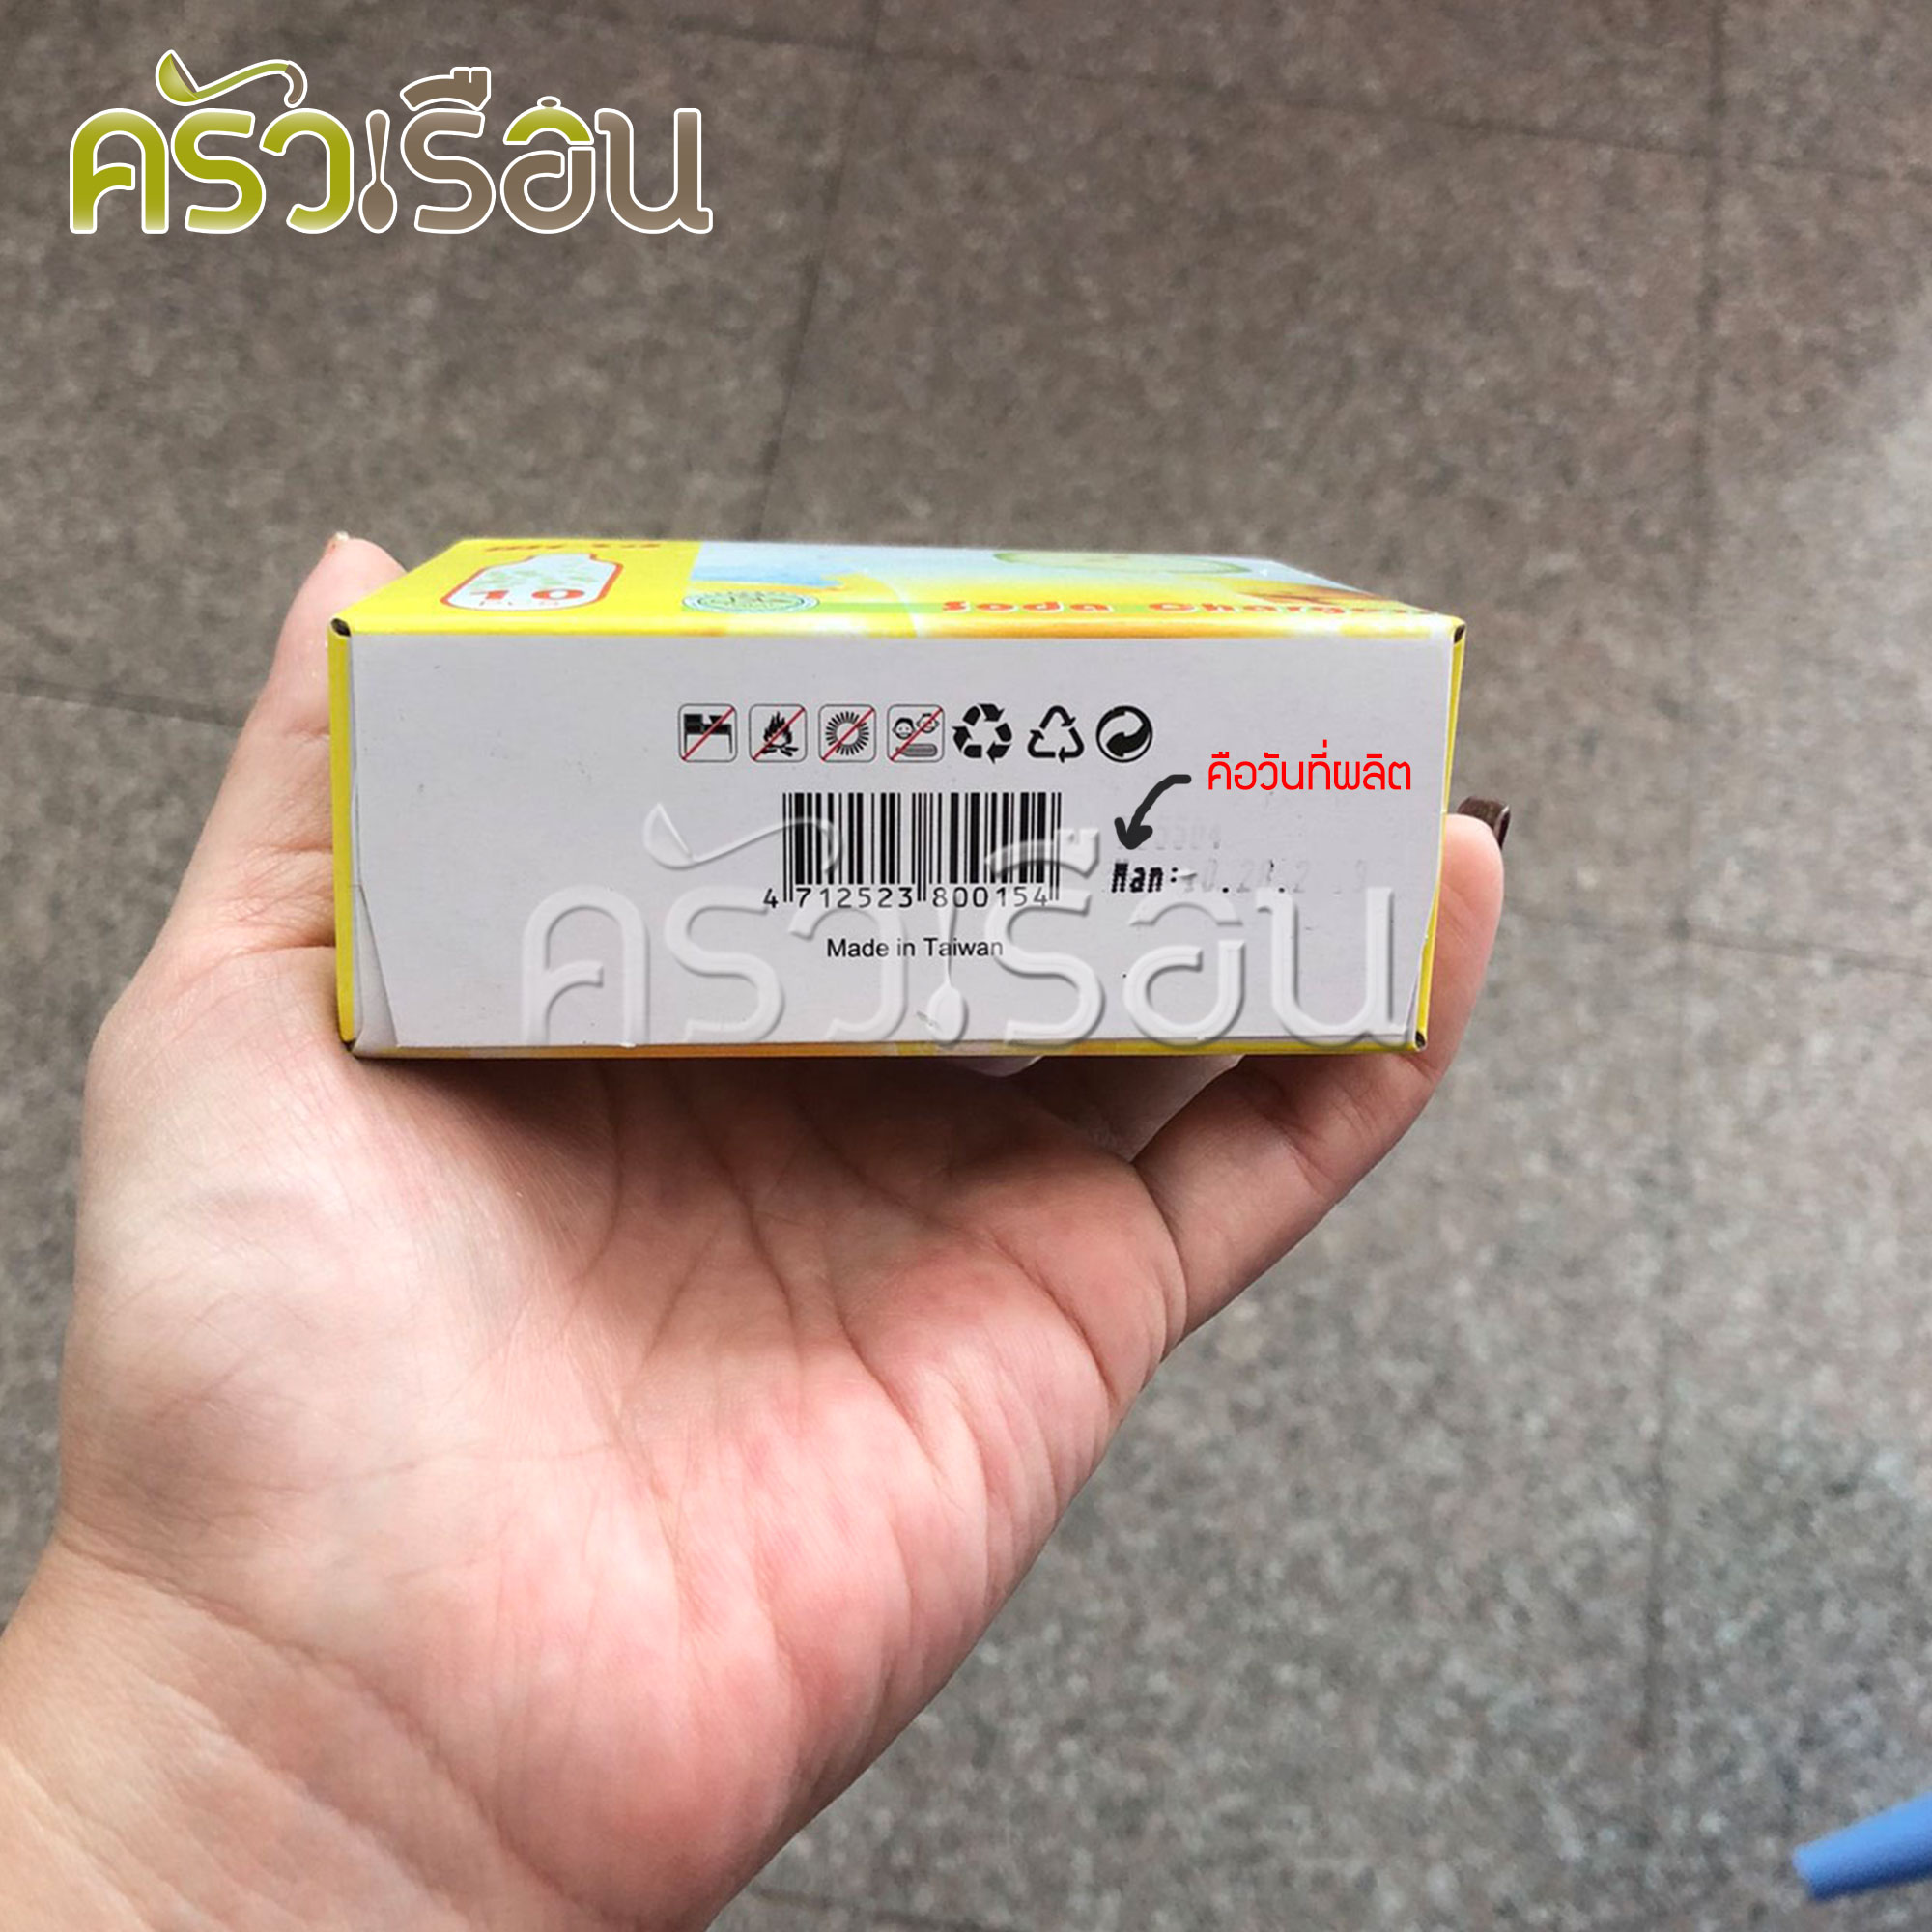 ครัวเรือน
10
Soda Charger
คือวันที่ผลิต
Man:
4 712523 800154
Made in Taiwan
ครัวเรือน